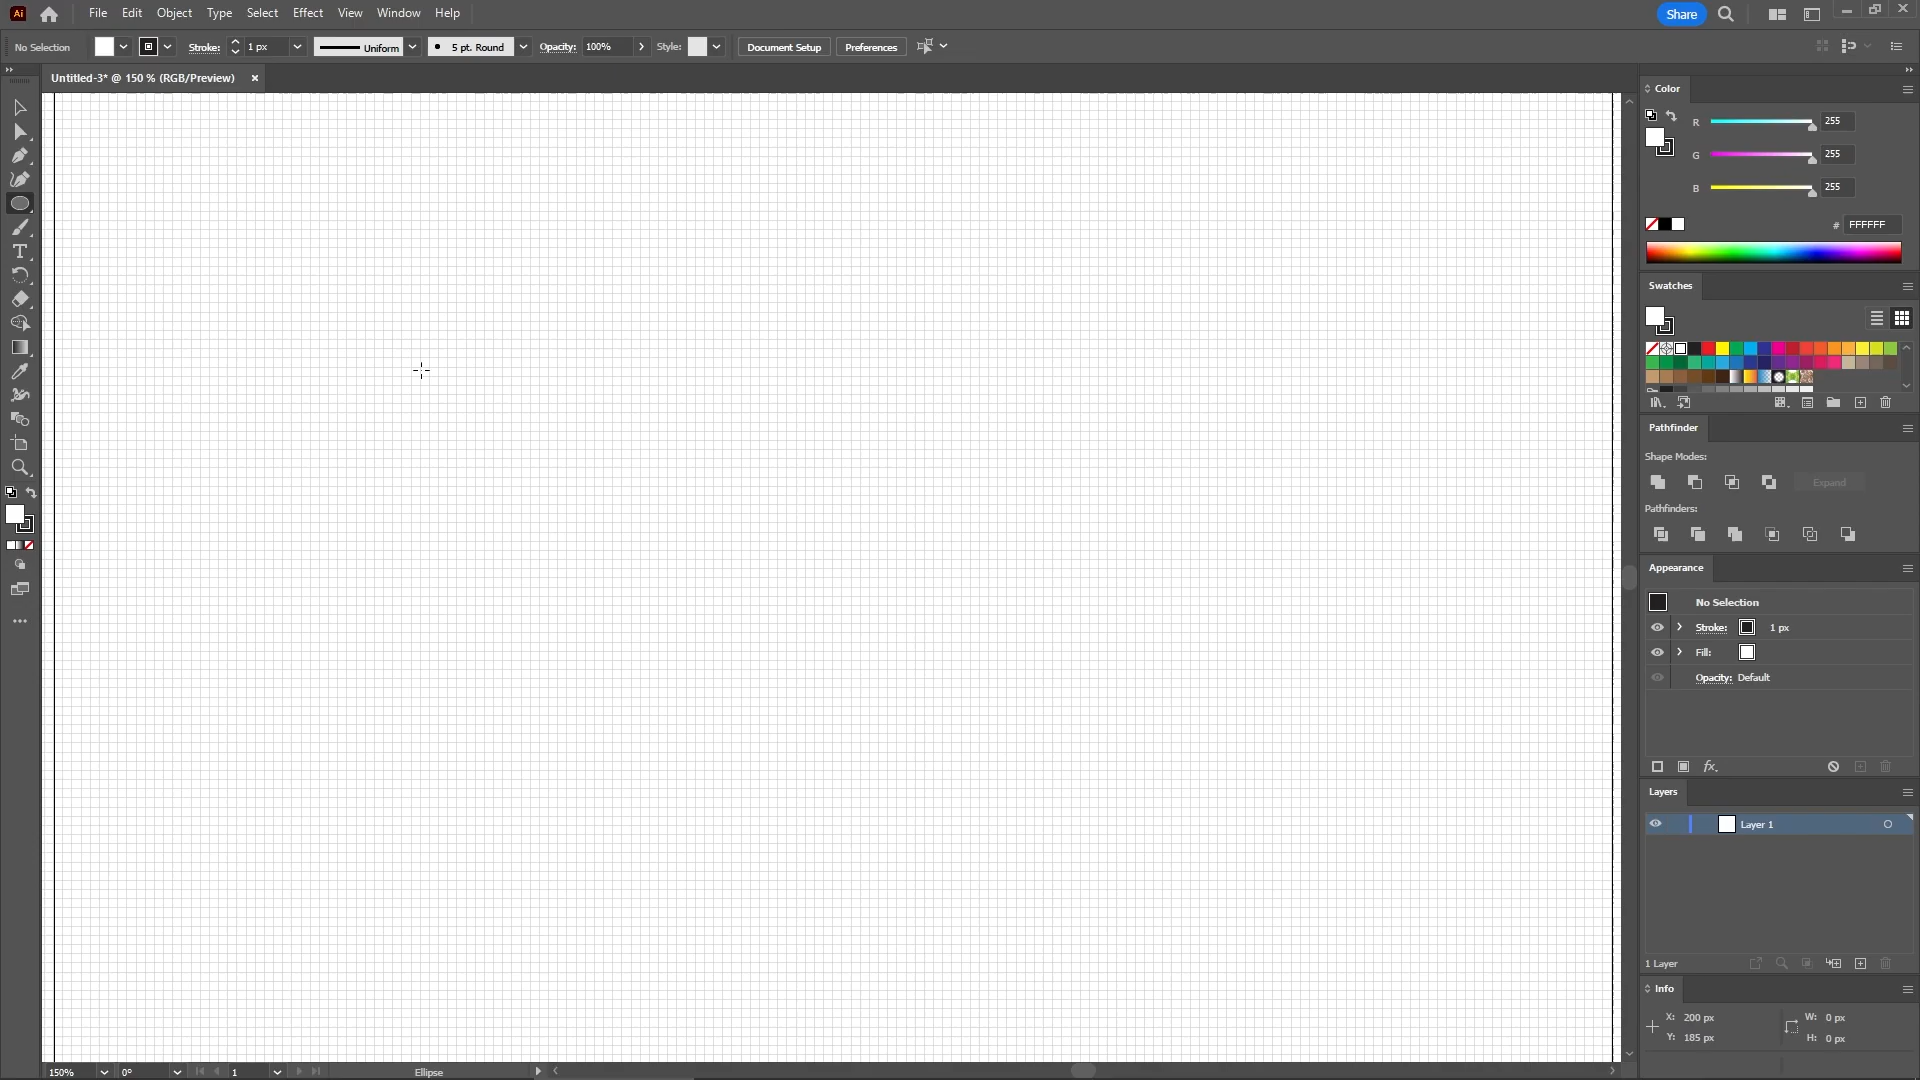 Ai File Edit Object Type Select Effect View Window Help Share
No Selection Stroke: 1 px Uniform 5 pt. Round Opacity: 100% Style: Document Setup Preferences
Untitled-3* @ 150 % (RGB/Preview) ×
Color
R 255
G 255
B 255
# FFFFFF
Swatches
Pathfinder
Shape Modes:
Expand
Pathfinders:
Appearance
No Selection
Stroke: 1 px
Fill:
Opacity: Default
fx.
Layers
Layer 1
1 Layer
Info
X: 200 px W: 0 px
Y: 185 px H: 0 px
150% 0° 1 Ellipse